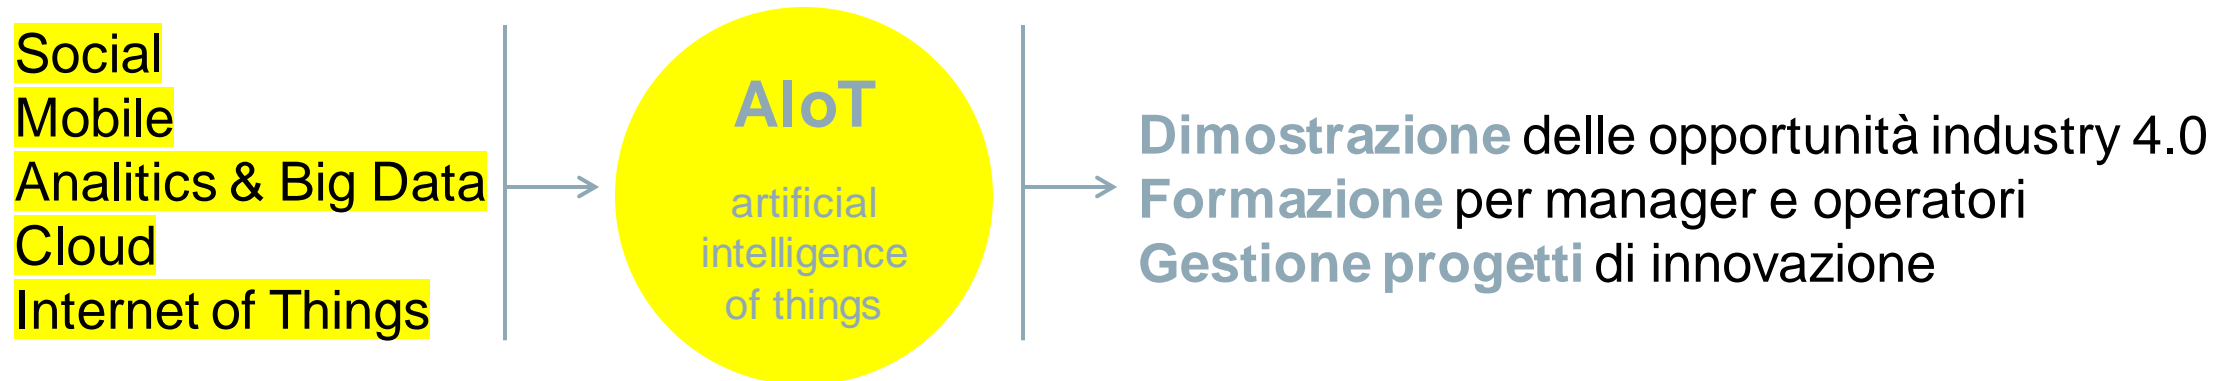 Social
Mobile
Analitics & Big Data
Cloud
Internet of Things
AIoT
artificial
intelligence
of things
Dimostrazione delle opportunità industry 4.0
Formazione per manager e operatori
Gestione progetti di innovazione